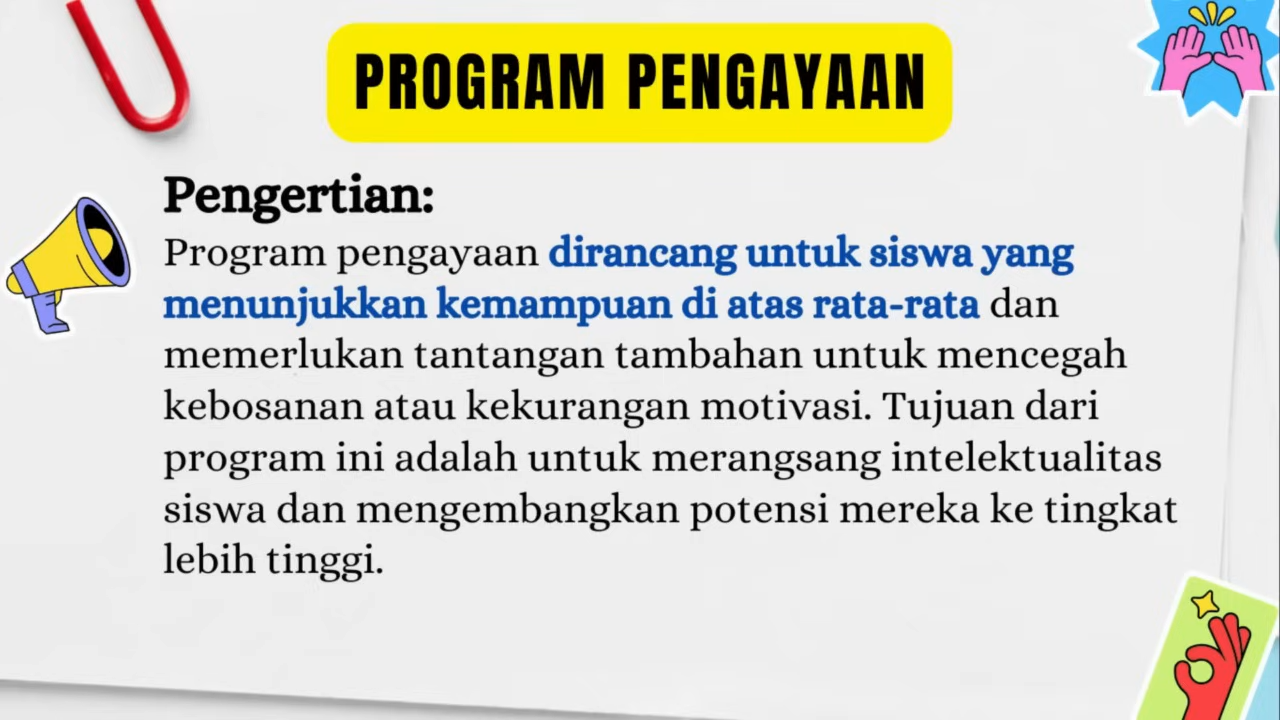 PROGRAM PENGAYAAN
Pengertian:
Program pengayaan dirancang untuk siswa yang
menunjukkan kemampuan di atas rata-rata dan
memerlukan tantangan tambahan untuk mencegah
kebosanan atau kekurangan motivasi. Tujuan dari
program ini adalah untuk merangsang intelektualitas
siswa dan mengembangkan potensi mereka ke tingkat
lebih tinggi.